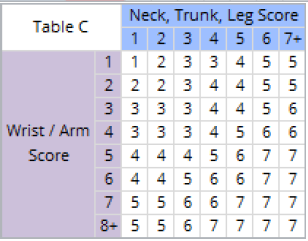 Table C
Neck, Trunk, Leg Score
1 2 3 4 5 6 7+
Wrist / Arm Score
1 1 2 3 3 4 5 5
2 2 2 3 4 4 5 5
3 3 3 3 4 4 5 6
4 3 3 3 4 5 6 6
5 4 4 4 5 6 7 7
6 4 4 5 6 6 7 7
7 5 5 6 6 7 7 7
8+ 5 5 6 7 7 7 7